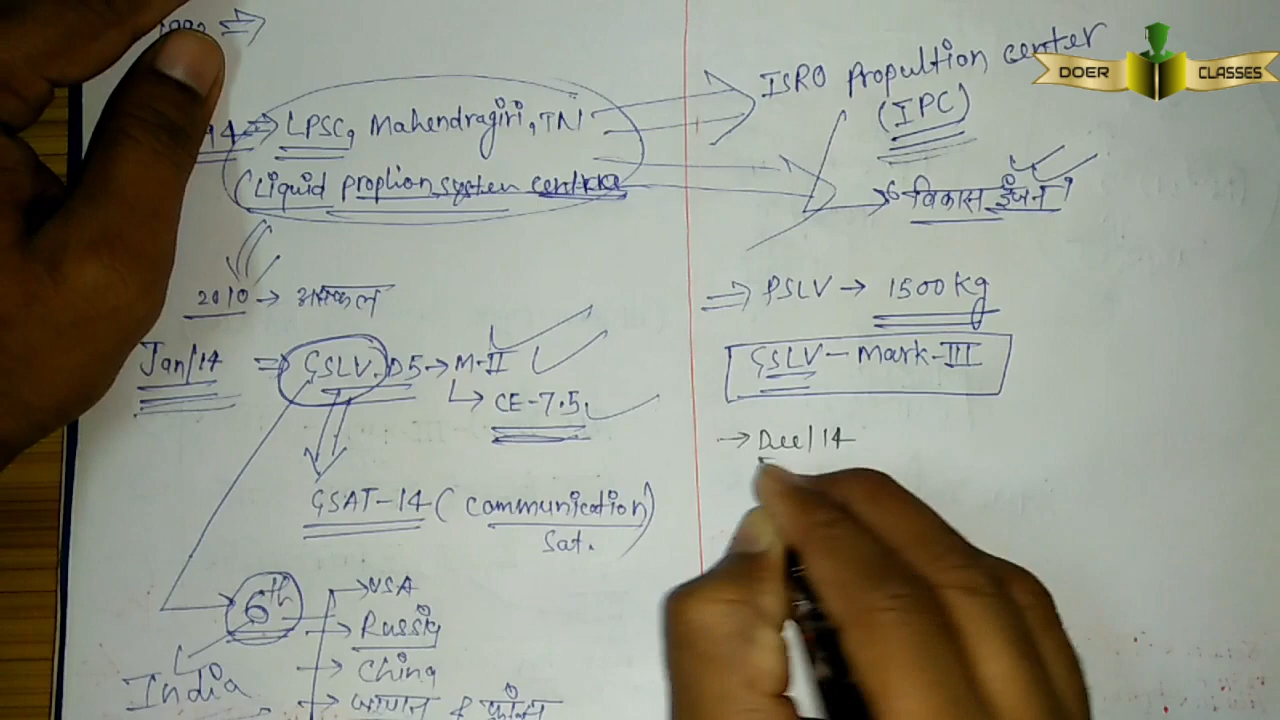 LPSC, Mahendragiri, TN
(Liquid proption system centre
2010 → असफल
Jan/14 ⇒ GSLV.D5 → M-II
CE-7.5
GSAT-14 (communication)
Sat.
6th
USA
Russia
China
जापान & फ्रांस
India
ISRO Propultion center
(IPC)
विकास इंजन
⇒ PSLV → 1500 kg
GSLV - Mark-III
→ Dec/14
DOER CLASSES